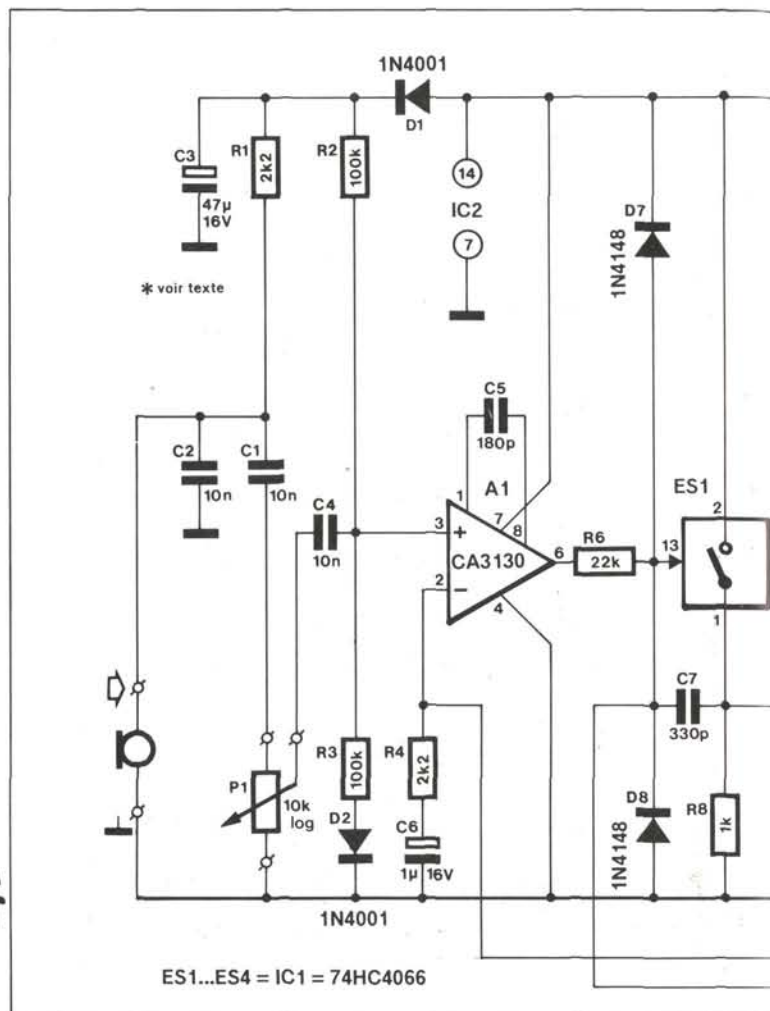 1N4001
D1
C3
47µ
16V
R1
2k2
R2
100k
14
IC2
7
D7
1N4148
* voir texte
C2
10n
C1
10n
C4
10n
C5
180p
1
A1
7
8
3
+
CA3130
6
2
−
4
R6
22k
ES1
2
13
1
C7
330p
P1
10k
log
R3
100k
D2
R4
2k2
C6
1µ
16V
D8
1N4148
R8
1k
1N4001
ES1...ES4 = IC1 = 74HC4066